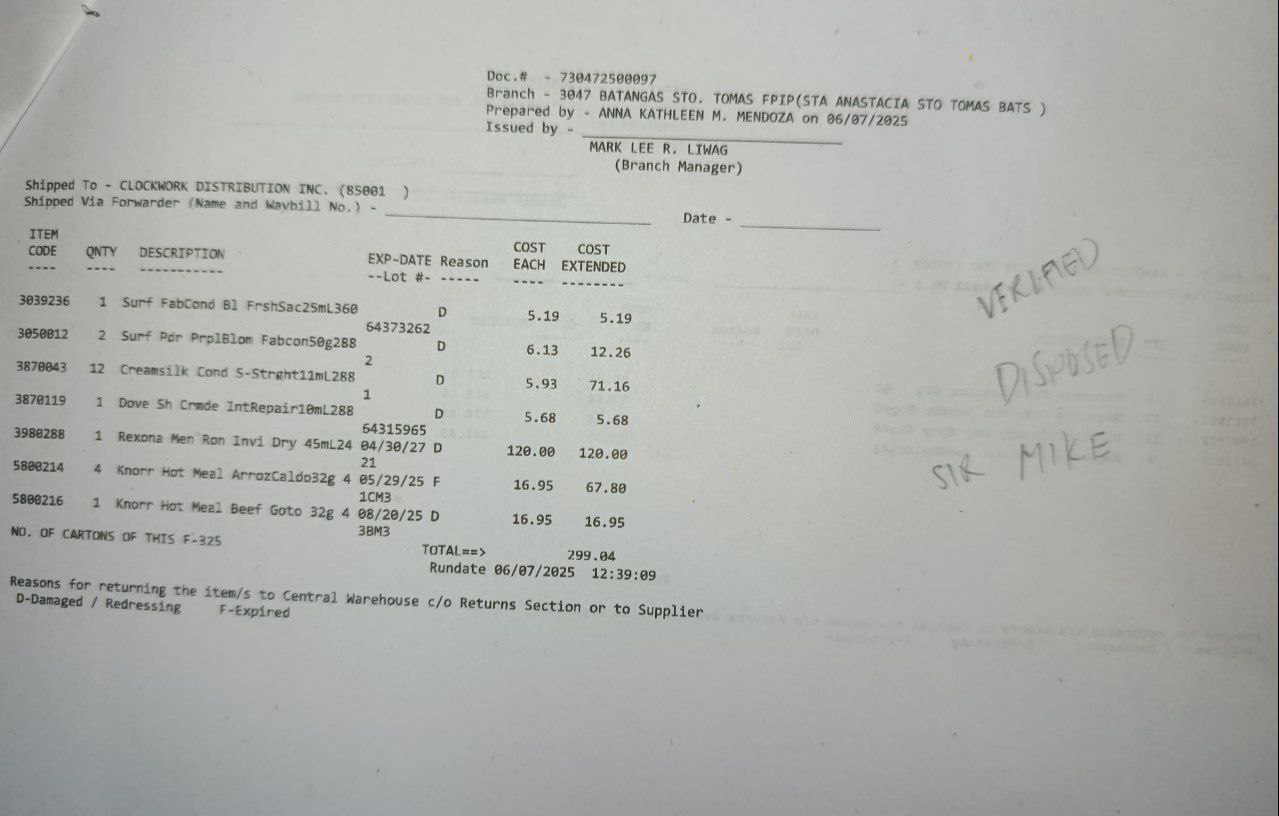 Doc.# - 730472500097
Branch - 3047 BATANGAS STO. TOMAS FPIP(STA ANASTACIA STO TOMAS BATS )
Prepared by - ANNA KATHLEEN M. MENDOZA on 06/07/2025
Issued by -
MARK LEE R. LIWAG
(Branch Manager)
Shipped To - CLOCKWORK DISTRIBUTION INC. (85001 )
Shipped Via Forwarder (Name and Waybill No.) - Date -
ITEM
CODE QNTY DESCRIPTION EXP-DATE Reason COST EACH COST EXTENDED
---- ---- ----------- --Lot #- ----- ---- --------
3039236 1 Surf FabCond Bl FrshSac25mL360 D 5.19 5.19
64373262
3050012 2 Surf Pdr PrplBlom Fabcon50g288 D 6.13 12.26
2
3870043 12 Creamsilk Cond S-Strght11mL288 D 5.93 71.16
1
3870119 1 Dove Sh Crmde IntRepair10mL288 D 5.68 5.68
64315965
3980288 1 Rexona Men Ron Invi Dry 45mL24 04/30/27 D 120.00 120.00
21
5800214 4 Knorr Hot Meal ArrozCaldo32g 4 05/29/25 F 16.95 67.80
1CM3
5800216 1 Knorr Hot Meal Beef Goto 32g 4 08/20/25 D 16.95 16.95
3BM3
NO. OF CARTONS OF THIS F-325
TOTAL==> 299.04
Rundate 06/07/2025 12:39:09
Reasons for returning the item/s to Central Warehouse c/o Returns Section or to Supplier
D-Damaged / Redressing F-Expired
VERIFIED
DISPOSED
SIR MIKE